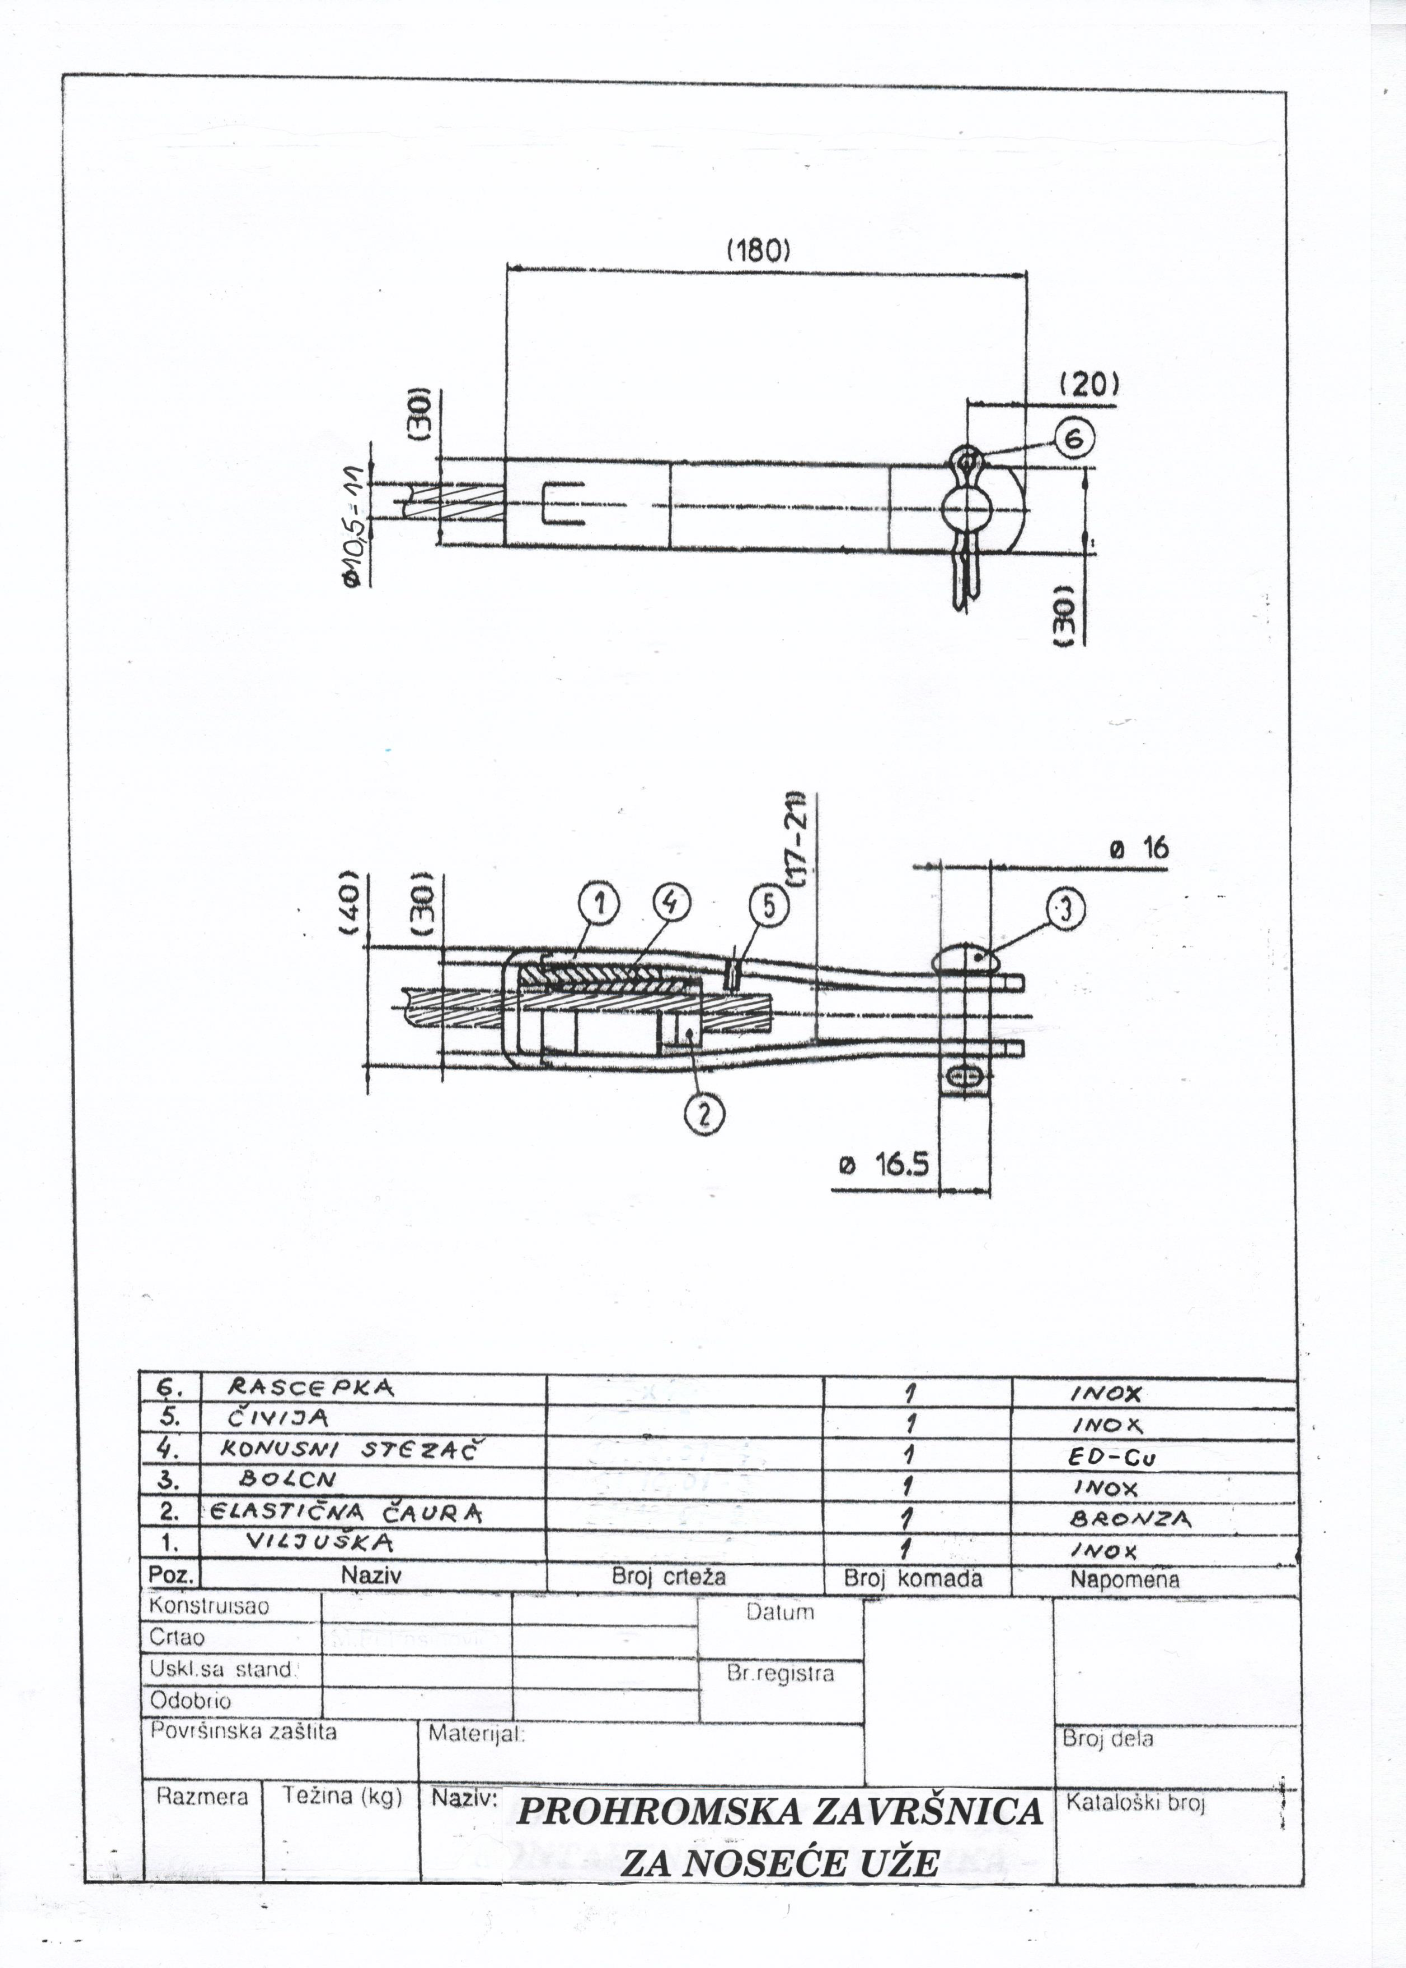 (180)
(20)
(30)
6
ø10,5=11
(30)
(17-21)
ø 16
(40)
(30)
1
4
5
3
2
ø 16.5
6. RASCEPKA 1 INOX
5. ČIVIJA 1 INOX
4. KONUSNI STEZAČ 1 ED-Cu
3. BOLCN 1 INOX
2. ELASTIČNA ČAURA 1 BRONZA
1. VILJUŠKA 1 INOX
Poz. Naziv Broj crteža Broj komada Napomena
Konstruisao Datum
Crtao
Uskl.sa stand. Br.registra
Odobrio
Površinska zaštita Materijal: Broj dela
Razmera Težina (kg) Naziv: PROHROMSKA ZAVRŠNICA Kataloški broj
ZA NOSEĆE UŽE